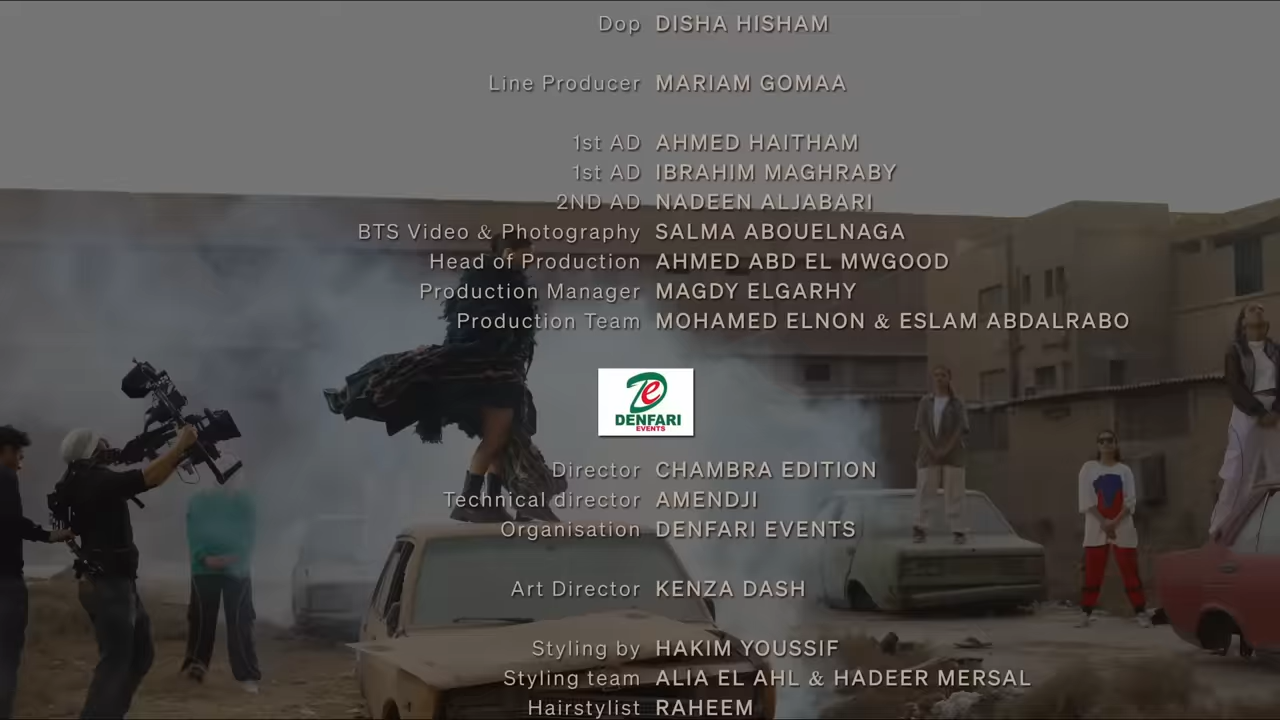 Dop DISHA HISHAM
Line Producer MARIAM GOMAA
1st AD AHMED HAITHAM
1st AD IBRAHIM MAGHRABY
2ND AD NADEEN ALJABARI
BTS Video & Photography SALMA ABOUELNAGA
Head of Production AHMED ABD EL MWGOOD
Production Manager MAGDY ELGARHY
Production Team MOHAMED ELNON & ESLAM ABDALRABO
De
DENFARI
EVENTS
Director CHAMBRA EDITION
Technical director AMENDJI
Organisation DENFARI EVENTS
Art Director KENZA DASH
Styling by HAKIM YOUSSIF
Styling team ALIA EL AHL & HADEER MERSAL
Hairstylist RAHEEM